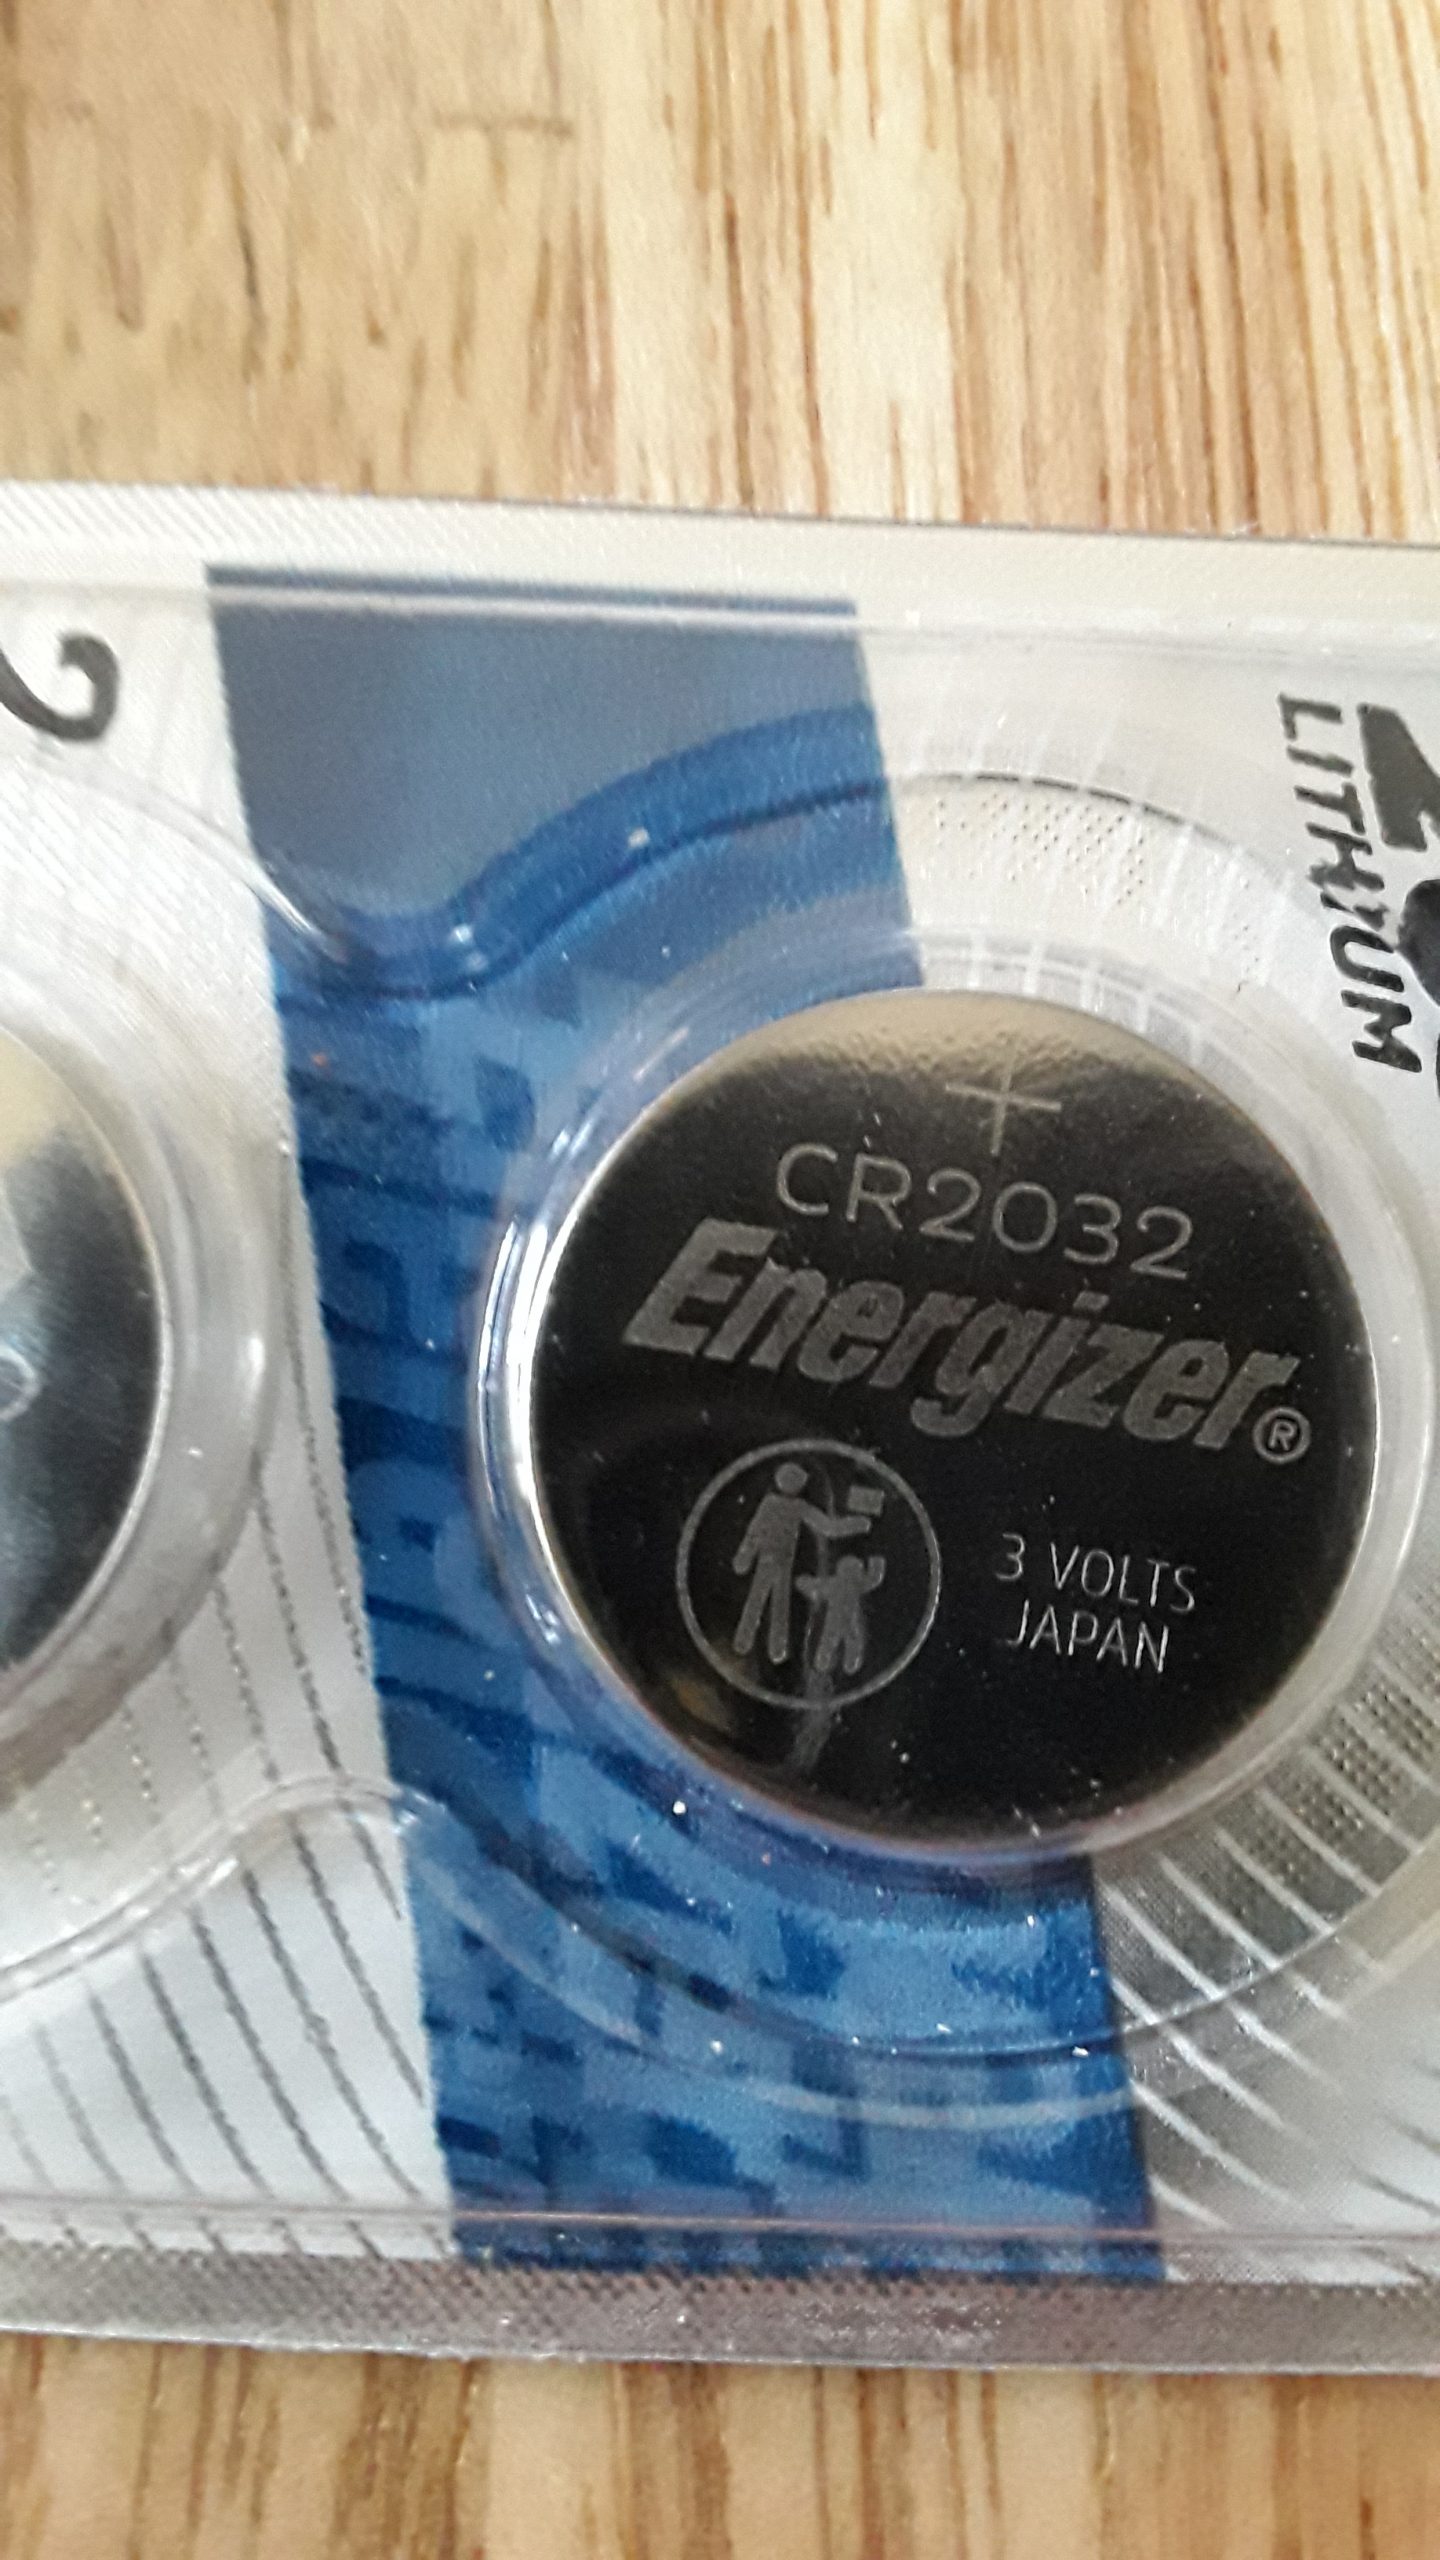 LITHIUM
+
CR2032
Energizer®
3 VOLTS
JAPAN